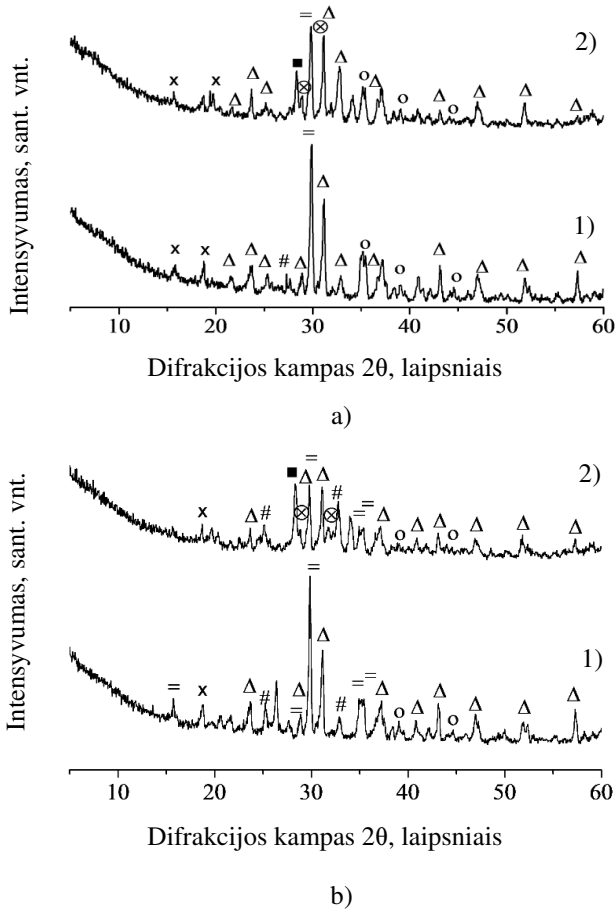 = ⊗ Δ
■ Δ 2)
x x Δ Δ Δ ⊗ o Δ o Δ o Δ Δ Δ
=
Δ 1)
x x Δ Δ Δ # Δ Δ o Δ o Δ o Δ Δ Δ
10 20 30 40 50 60
Intensyvumas, sant. vnt.
Difrakcijos kampas 2θ, laipsniais
a)
=
■ Δ Δ # 2)
x Δ # ⊗ ⊗ = = Δ o Δ Δ o Δ Δ Δ
=
Δ 1)
= x Δ # Δ = # = = Δ o Δ Δ o Δ Δ Δ
10 20 30 40 50 60
Intensyvumas, sant. vnt.
Difrakcijos kampas 2θ, laipsniais
b)